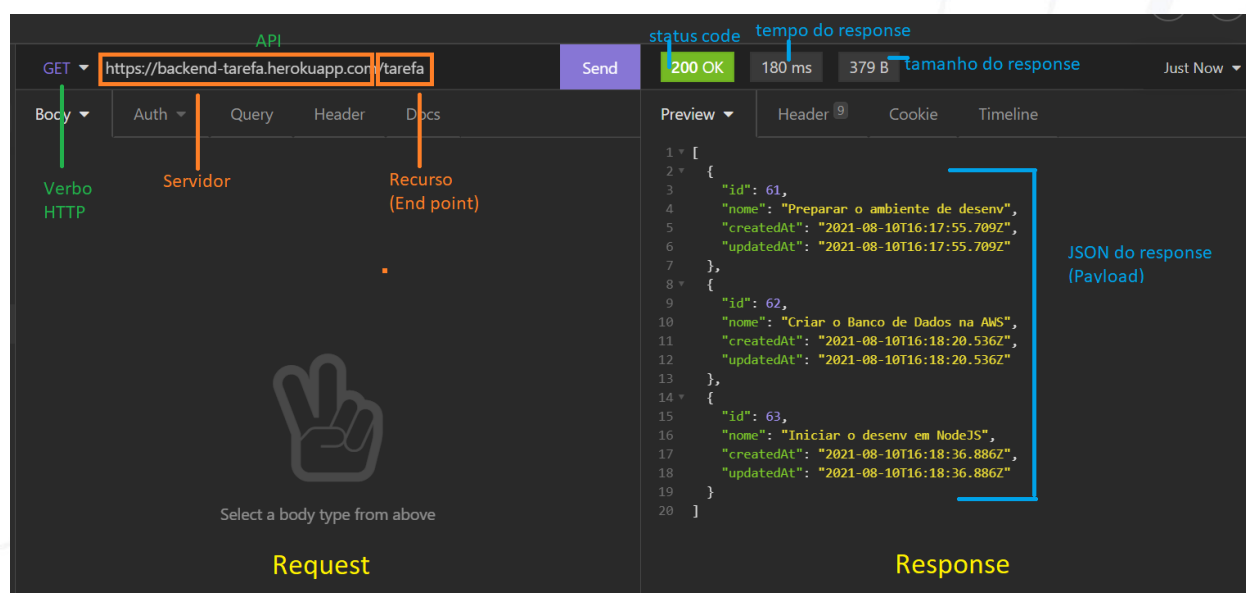 API
GET https://backend-tarefa.herokuapp.com/tarefa Send
Body Auth Query Header Docs
Verbo
HTTP
Servidor
Recurso
(End point)
Select a body type from above
Request
status code tempo do response
200 OK 180 ms 379 B tamanho do response Just Now
Preview Header 9 Cookie Timeline
1 [
2 {
3 "id": 61,
4 "nome": "Preparar o ambiente de desenv",
5 "createdAt": "2021-08-10T16:17:55.709Z",
6 "updatedAt": "2021-08-10T16:17:55.709Z"
7 },
8 {
9 "id": 62,
10 "nome": "Criar o Banco de Dados na AWS",
11 "createdAt": "2021-08-10T16:18:20.536Z",
12 "updatedAt": "2021-08-10T16:18:20.536Z"
13 },
14 {
15 "id": 63,
16 "nome": "Iniciar o desenv em NodeJS",
17 "createdAt": "2021-08-10T16:18:36.886Z",
18 "updatedAt": "2021-08-10T16:18:36.886Z"
19 }
20 ]
JSON do response
(Payload)
Response